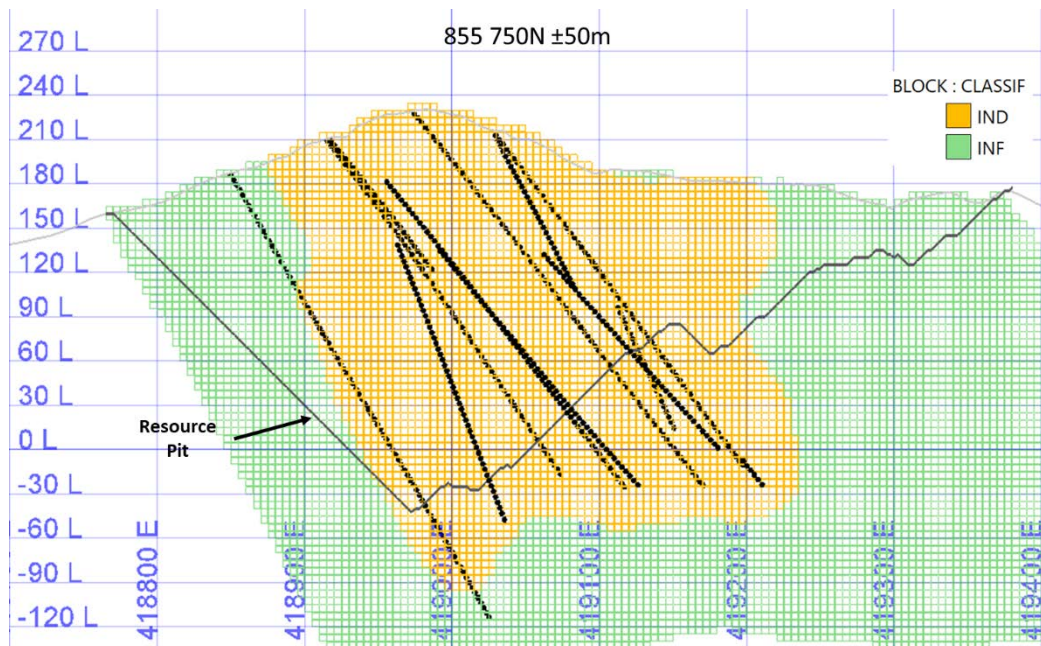 855 750N ±50m
270 L
240 L
210 L
180 L
150 L
120 L
90 L
60 L
30 L
0 L
-30 L
-60 L
-90 L
-120 L
BLOCK : CLASSIF
IND
INF
Resource
Pit
418800 E
418900 E
419000 E
419100 E
419200 E
419300 E
419400 E